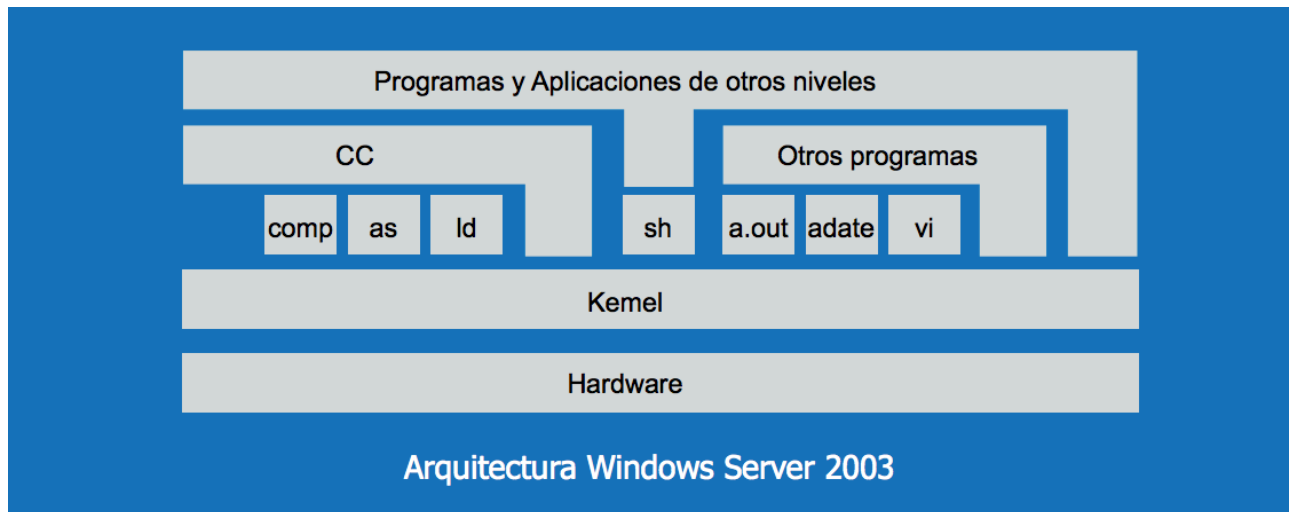 Programas y Aplicaciones de otros niveles
CC
Otros programas
comp as ld sh a.out adate vi
Kemel
Hardware
Arquitectura Windows Server 2003